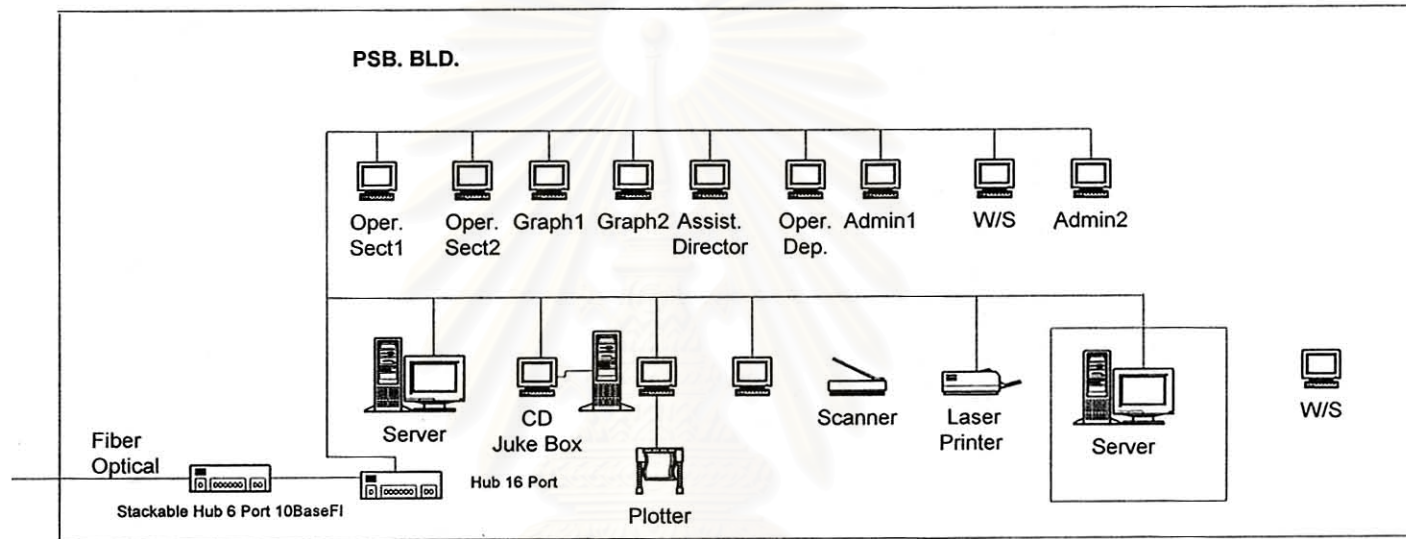 PSB. BLD.
Oper.
Sect1
Oper.
Sect2
Graph1
Graph2
Assist.
Director
Oper.
Dep.
Admin1
W/S
Admin2
Server
CD
Juke Box
Scanner
Laser
Printer
Server
W/S
Fiber
Optical
Hub 16 Port
Stackable Hub 6 Port 10BaseFl
Plotter